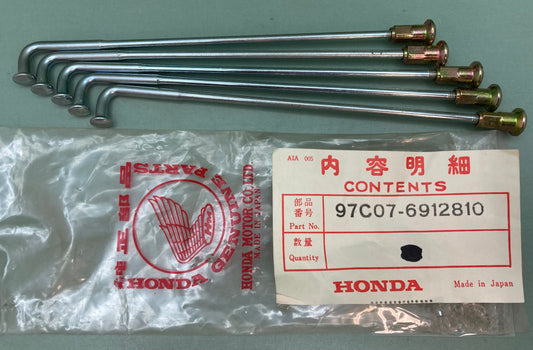 AIA 005
内容明細
CONTENTS
部品
番号
Part No.
97C07-6912810
数量
Quantity
HONDA
Made in Japan
HONDA GENUINE PARTS
HONDA MOTOR CO LTD
MADE IN JAPAN